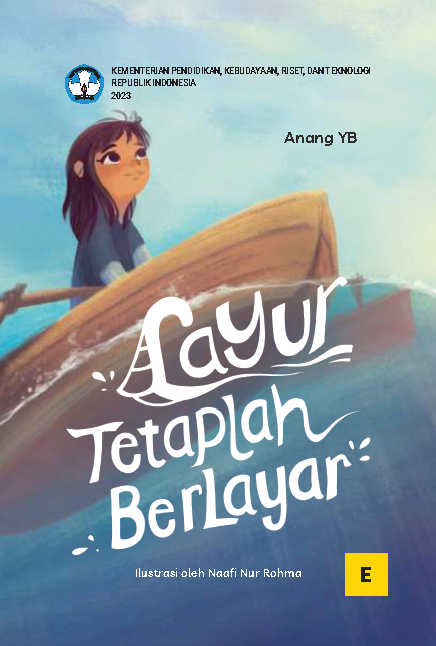 KEMENTERIAN PENDIDIKAN, KEBUDAYAAN, RISET, DAN TEKNOLOGI
REPUBLIK INDONESIA
2023
Anang YB
Layur
Tetaplah
Berlayar
Ilustrasi oleh Naafi Nur Rohma
E